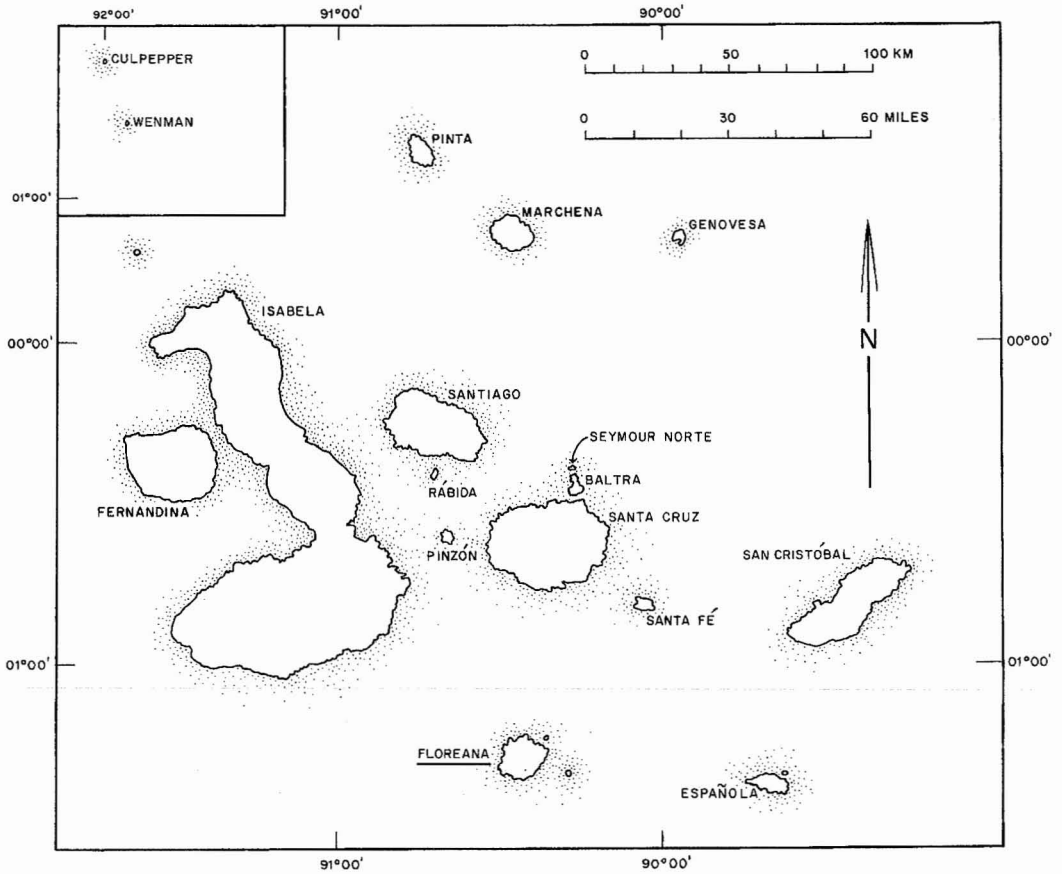 92°00'
91°00'
90°00'
CULPEPPER
WENMAN
0 50 100 KM
0 30 60 MILES
PINTA
01°00'
MARCHENA
GENOVESA
ISABELA
00°00'
00°00'
N
SANTIAGO
SEYMOUR NORTE
BALTRA
RÁBIDA
FERNANDINA
SANTA CRUZ
PINZÓN
SAN CRISTÓBAL
SANTA FÉ
01°00'
01°00'
FLOREANA
ESPAÑOLA
91°00'
90°00'